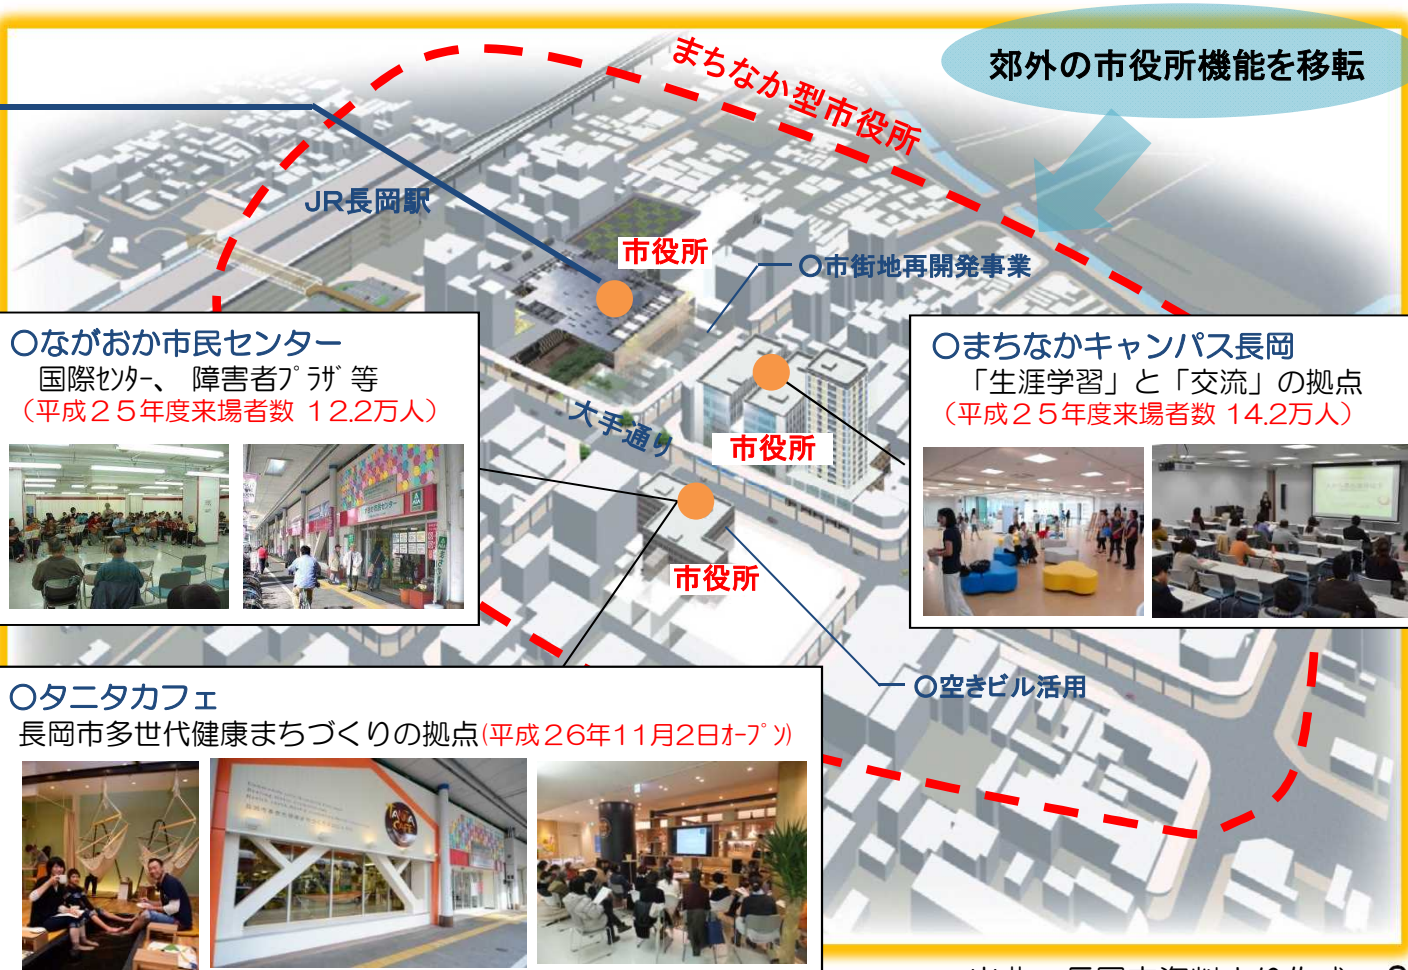 郊外の市役所機能を移転
まちなか型市役所
JR長岡駅
市役所
○市街地再開発事業
○ながおか市民センター
国際ｾﾝﾀｰ、障害者ﾌﾟﾗｻﾞ等
（平成２５年度来場者数 12.2万人）
○まちなかキャンパス長岡
「生涯学習」と「交流」の拠点
（平成２５年度来場者数 14.2万人）
大手通り
市役所
市役所
○空きビル活用
○タニタカフェ
長岡市多世代健康まちづくりの拠点(平成２6年11月2日ｵｰﾌﾟﾝ)